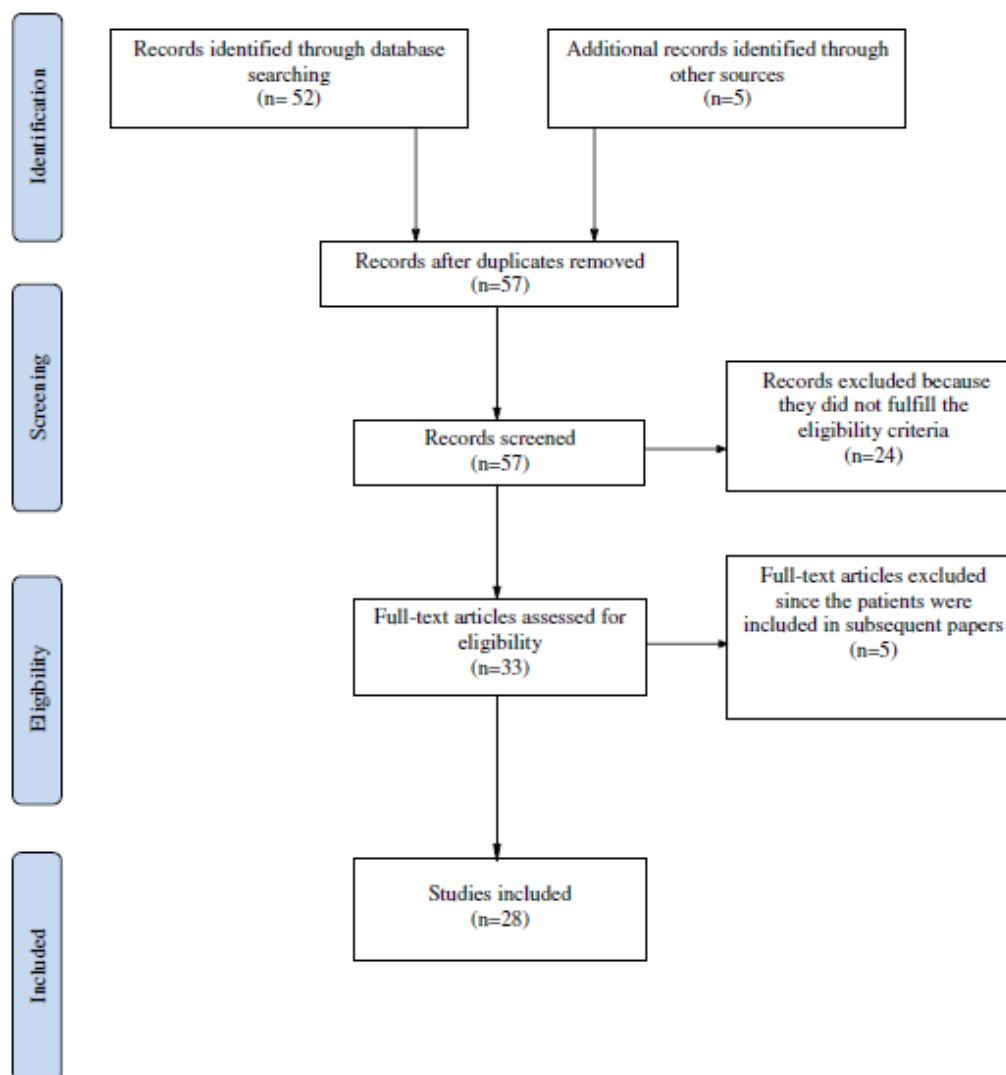 Identification
Records identified through database
searching
(n= 52)
Additional records identified through
other sources
(n=5)
Records after duplicates removed
(n=57)
Screening
Records screened
(n=57)
Records excluded because
they did not fulfill the
eligibility criteria
(n=24)
Eligibility
Full-text articles assessed for
eligibility
(n=33)
Full-text articles excluded
since the patients were
included in subsequent papers
(n=5)
Included
Studies included
(n=28)